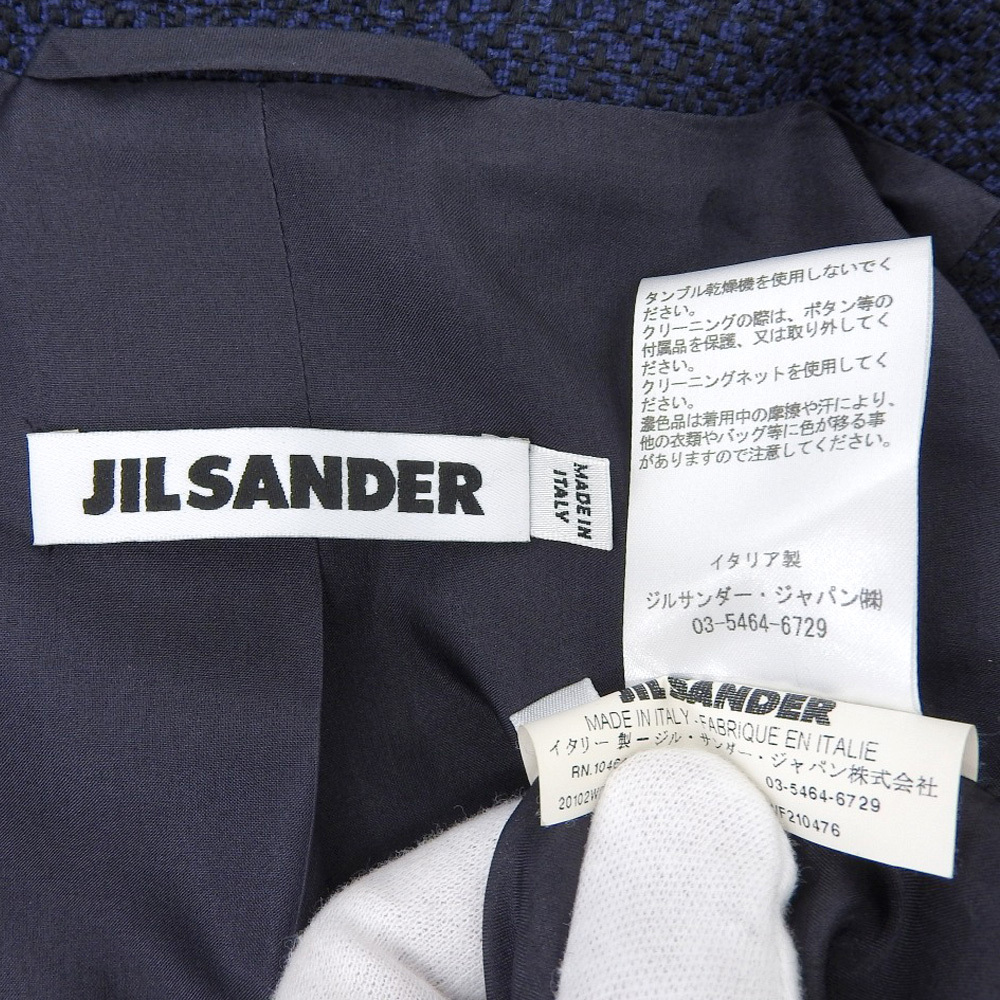 JIL SANDER
MADE IN
ITALY
タンブル乾燥機を使用しないでく
ださい。
クリーニングの際は、ボタン等の
付属品を保護、又は取り外してく
ださい。
クリーニングネットを使用してく
ださい。
濃色品は着用中の摩擦や汗により、
他の衣類やバッグ等に色が移る事
がありますので注意してください。
イタリア製
ジルサンダー・ジャパン㈱
03-5464-6729
JIL SANDER
MADE IN ITALY - FABRIQUE EN ITALIE
イタリー 製 ー ジル・サンダー・ジャパン株式会社
03-5464-6729